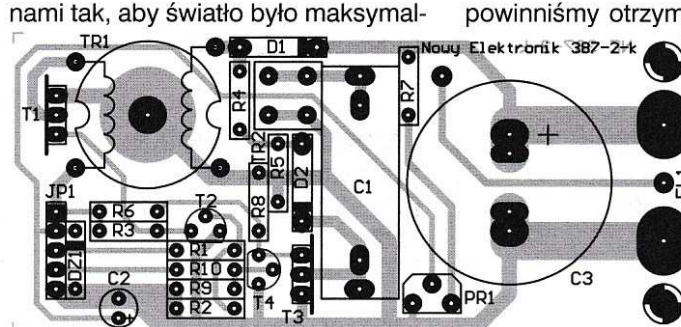 nami tak, aby światło było maksymal-
powinniśmy otrzym
TR1
D1
Nowy Elektronik 387-2-k
T1
R4
TR2
R7
R5
D2
C1
JP1
R6
R3
T2
R8
DZ1
R1
R10
R9
R2
C2
T4
T3
PR1
C3